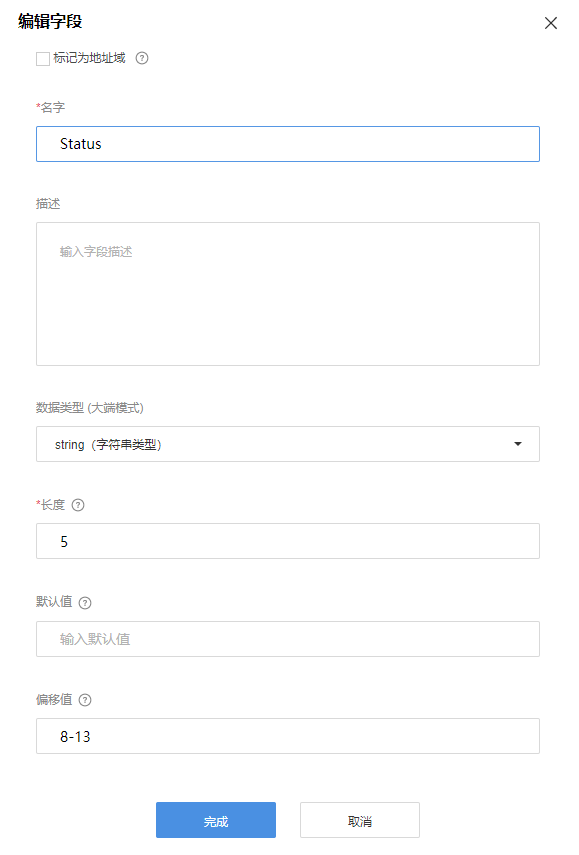 编辑字段
标记为地址域
*名字
Status
描述
输入字段描述
数据类型 (大端模式)
string（字符串类型）
*长度
5
默认值
输入默认值
偏移值
8-13
完成 取消